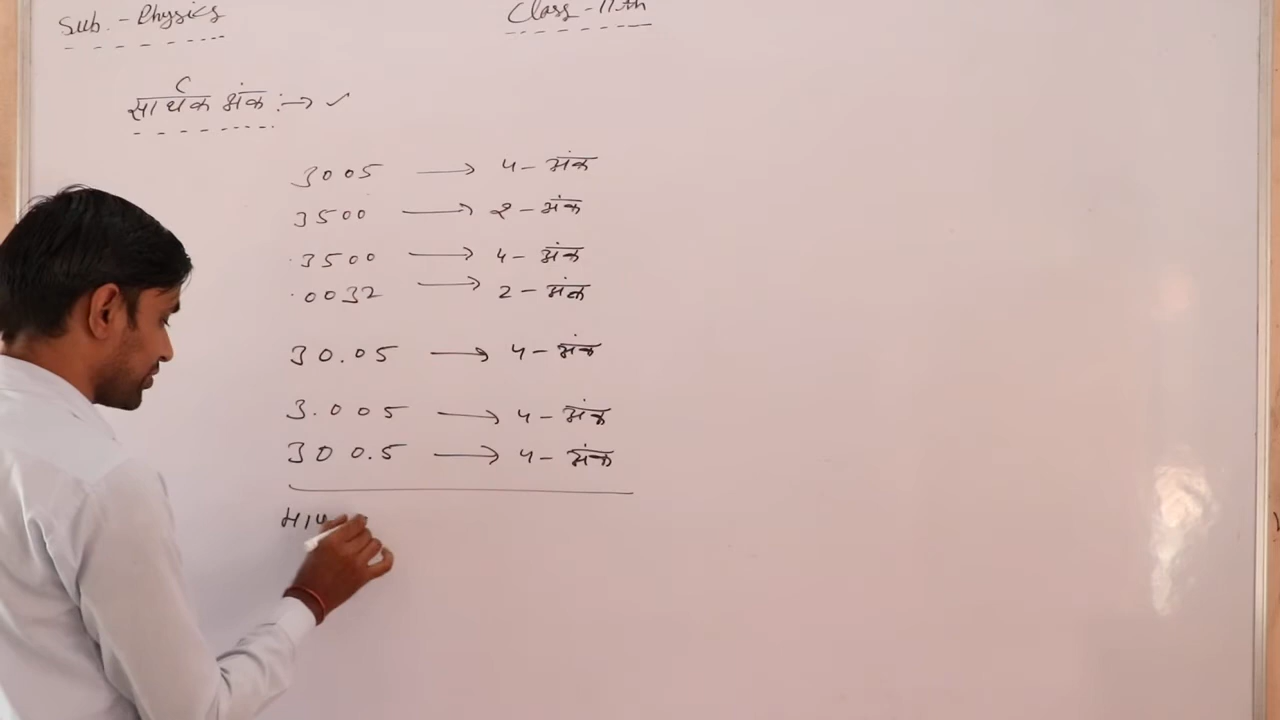 Sub. - Physics
Class - 11th
सार्थक अंक :→ ✓
3005 → 4 - अंक
3500 → 2 - अंक
.3500 → 4 - अंक
.0032 → 2 - अंक
30.05 → 4 - अंक
3.005 → 4 - अंक
300.5 → 4 - अंक